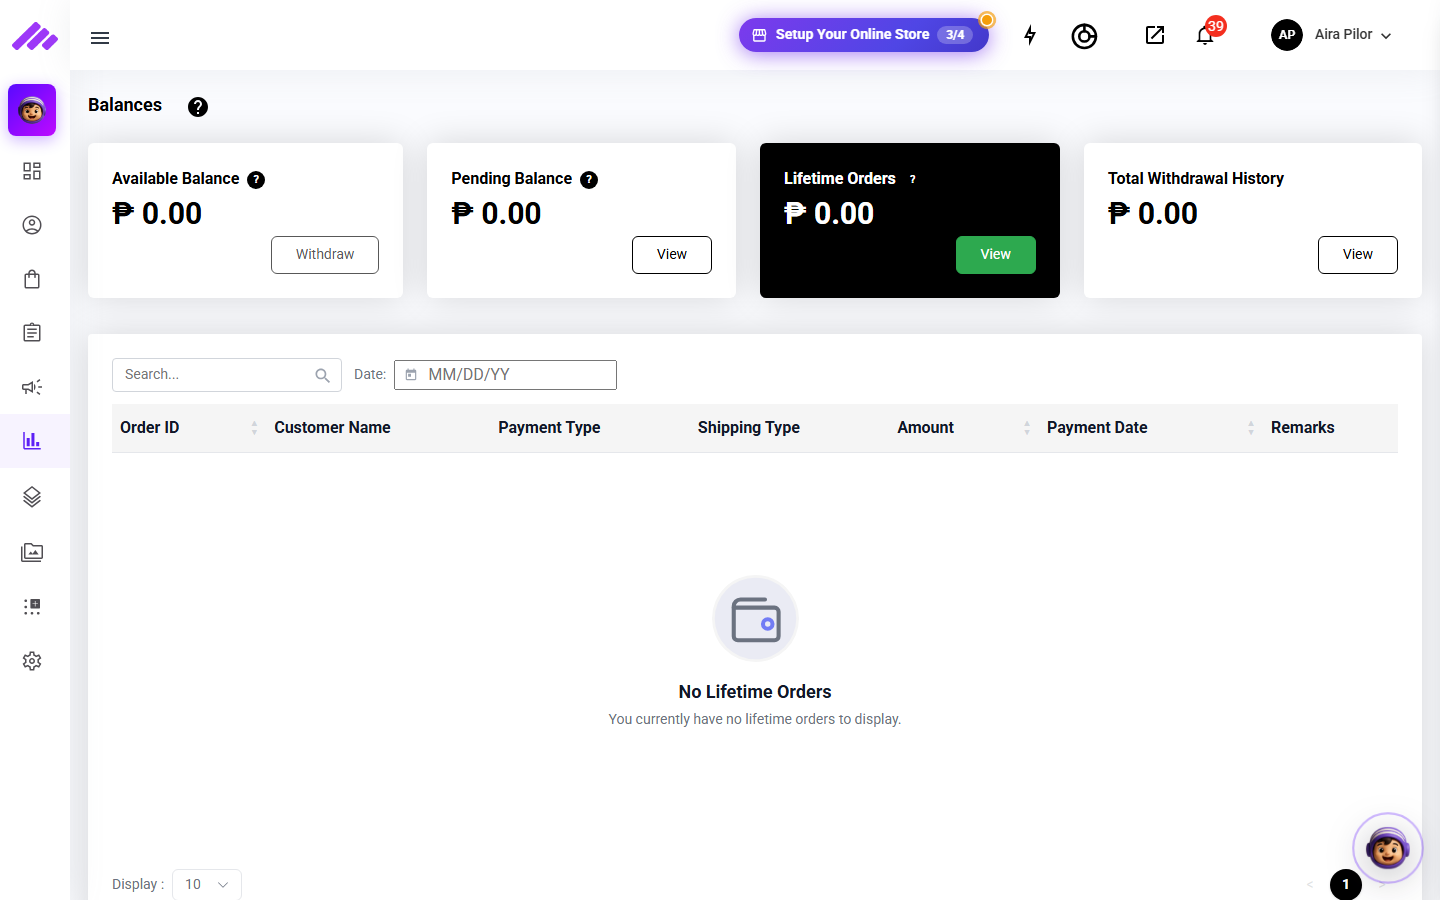 Setup Your Online Store 3/4
39
AP Aira Pilor
Balances ?
Available Balance ?
₱ 0.00
Withdraw
Pending Balance ?
₱ 0.00
View
Lifetime Orders ?
₱ 0.00
View
Total Withdrawal History
₱ 0.00
View
Search... Date: MM/DD/YY
Order ID Customer Name Payment Type Shipping Type Amount Payment Date Remarks
No Lifetime Orders
You currently have no lifetime orders to display.
Display : 10 < 1 >